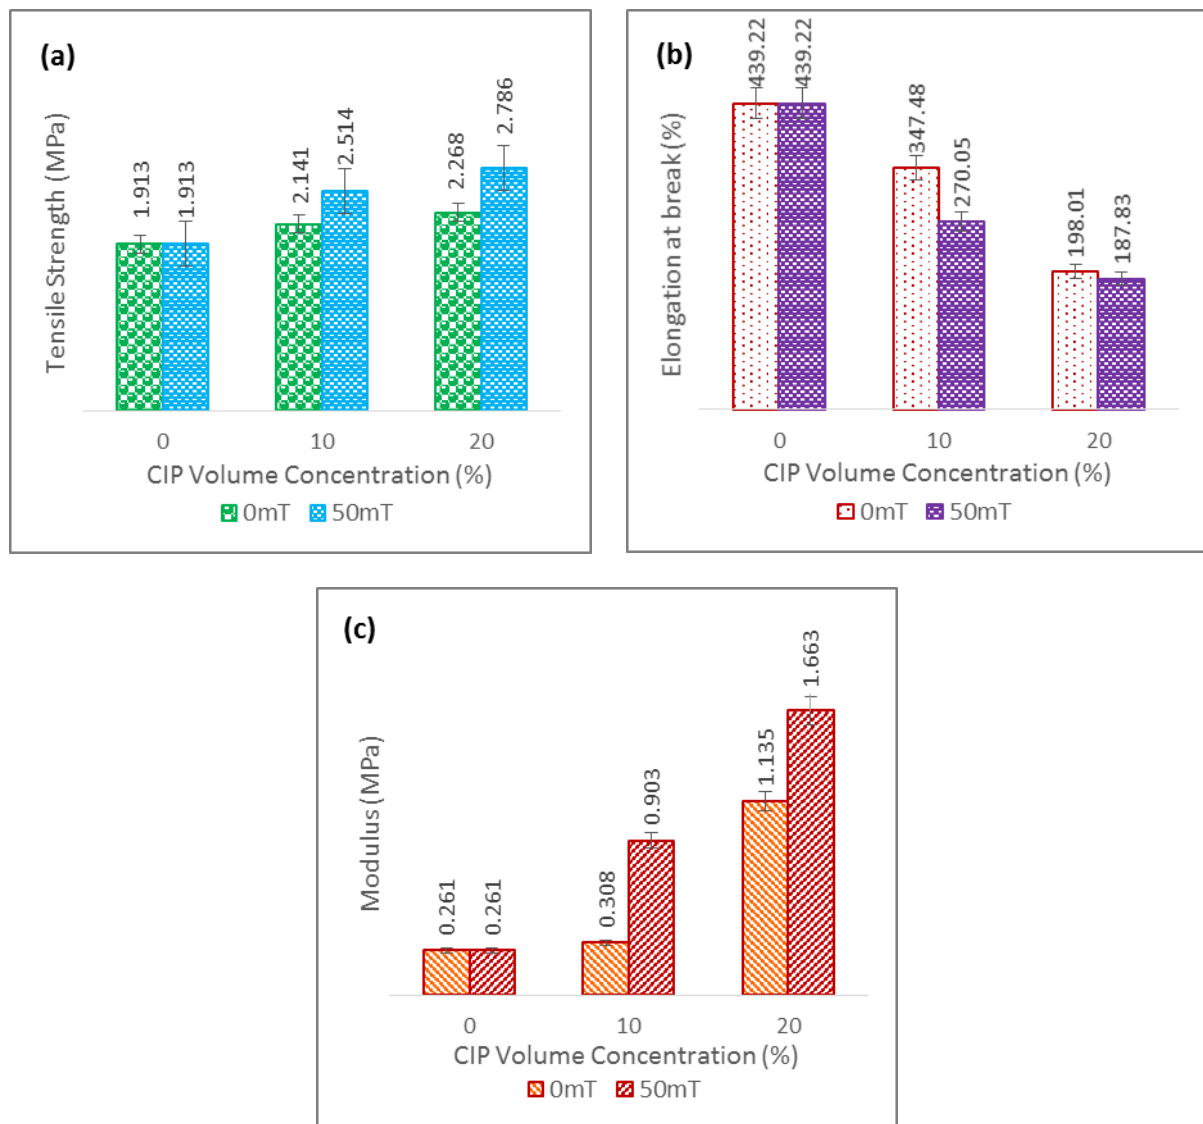 (a)
Tensile Strength (MPa)
1.913
1.913
2.141
2.514
2.268
2.786
0 10 20
CIP Volume Concentration (%)
0mT 50mT
(b)
Elongation at break (%)
439.22
439.22
347.48
270.05
198.01
187.83
0 10 20
CIP Volume Concentration (%)
0mT 50mT
(c)
Modulus (MPa)
0.261
0.261
0.308
0.903
1.135
1.663
0 10 20
CIP Volume Concentration (%)
0mT 50mT